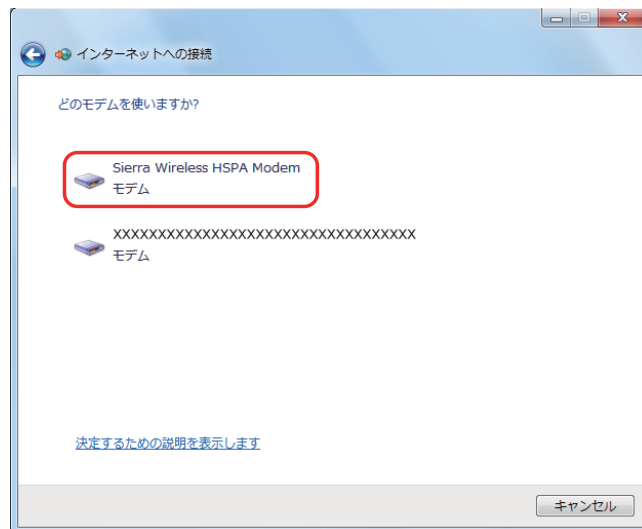 インターネットへの接続
どのモデムを使いますか?
Sierra Wireless HSPA Modem
モデム
XXXXXXXXXXXXXXXXXXXXXXXXXXXXXXXXXX
モデム
決定するための説明を表示します
キャンセル